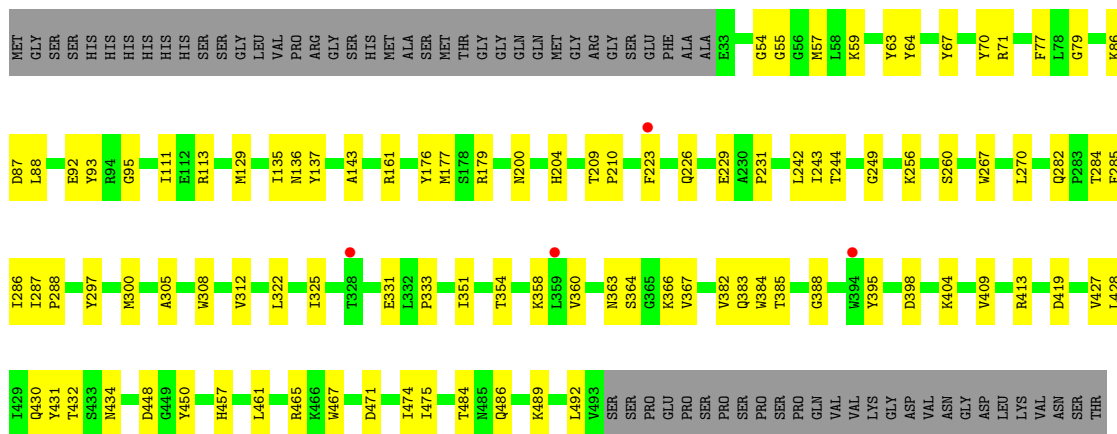 MET GLY SER SER HIS HIS HIS HIS HIS HIS SER SER GLY LEU VAL PRO ARG GLY SER HIS MET ALA SER MET THR GLY GLY GLN GLN MET GLY ARG GLY SER GLU PHE ALA ALA E33 G54 G55 G56 M57 L58 K59 Y63 Y64 Y67 Y70 R71 F77 L78 G79 K86
D87 L88 E92 Y93 R94 G95 I111 E112 R113 M129 I135 N136 Y137 A143 R161 Y176 M177 S178 R179 N200 H204 T209 P210 F223 Q226 E229 A230 P231 L242 I243 T244 G249 K256 S260 W267 L270 Q282 P283 T284 E285
I286 I287 P288 Y297 M300 A305 W308 V312 L322 I325 T328 E331 L332 P333 I351 T354 K358 L359 V360 N363 S364 G365 K366 V367 V382 Q383 W384 T385 G388 W394 Y395 D398 K404 V409 R413 D419 V427 L428
I429 Q430 Y431 T432 S433 N434 D448 G449 Y450 H457 L461 R465 K466 W467 D471 I474 I475 T484 N485 Q486 K489 L492 V493 SER SER PRO GLU PRO SER PRO SER PRO SER PRO GLN VAL VAL LYS GLY ASP VAL ASN GLY ASP LEU LYS VAL ASN SER THR